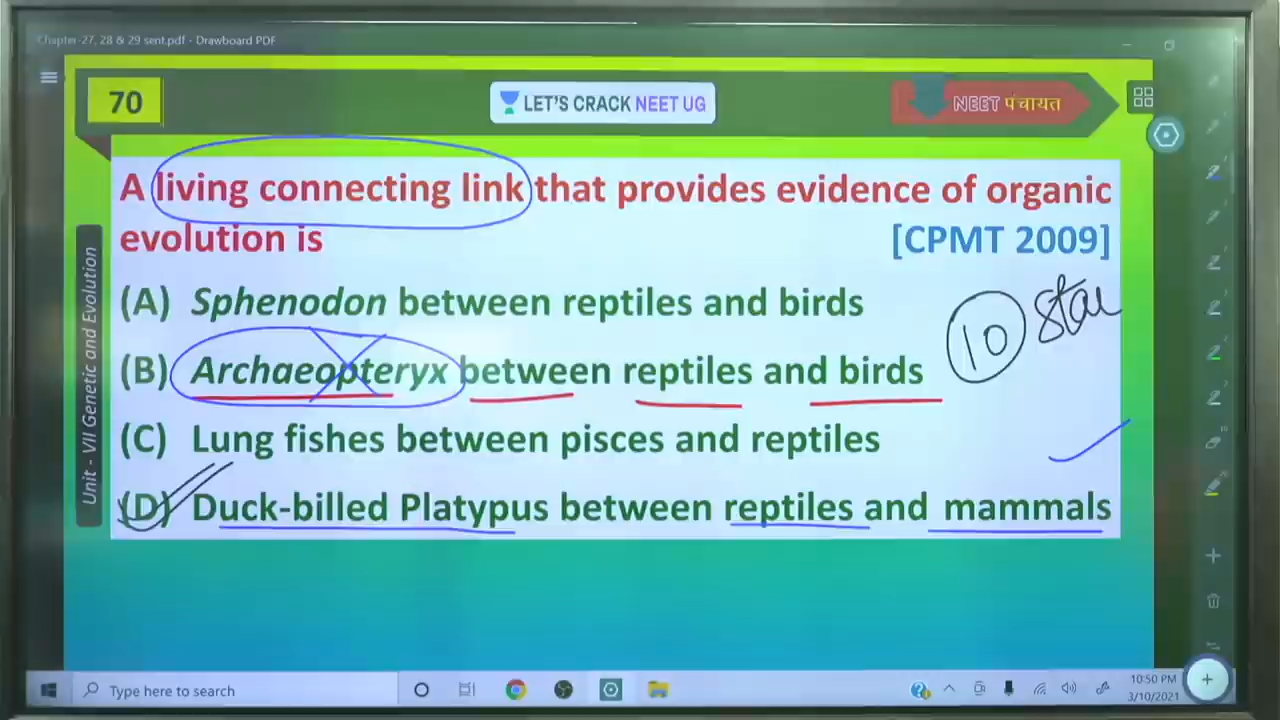 Chapter-27, 28 & 29 sent.pdf - Drawboard PDF
70
LET'S CRACK NEET UG
NEET पंचायत
A living connecting link that provides evidence of organic
evolution is
[CPMT 2009]
(A) Sphenodon between reptiles and birds
10 star
(B) Archaeopteryx between reptiles and birds
(C) Lung fishes between pisces and reptiles
(D) Duck-billed Platypus between reptiles and mammals
Unit - VII Genetic and Evolution
Type here to search
10:50 PM
3/10/2021